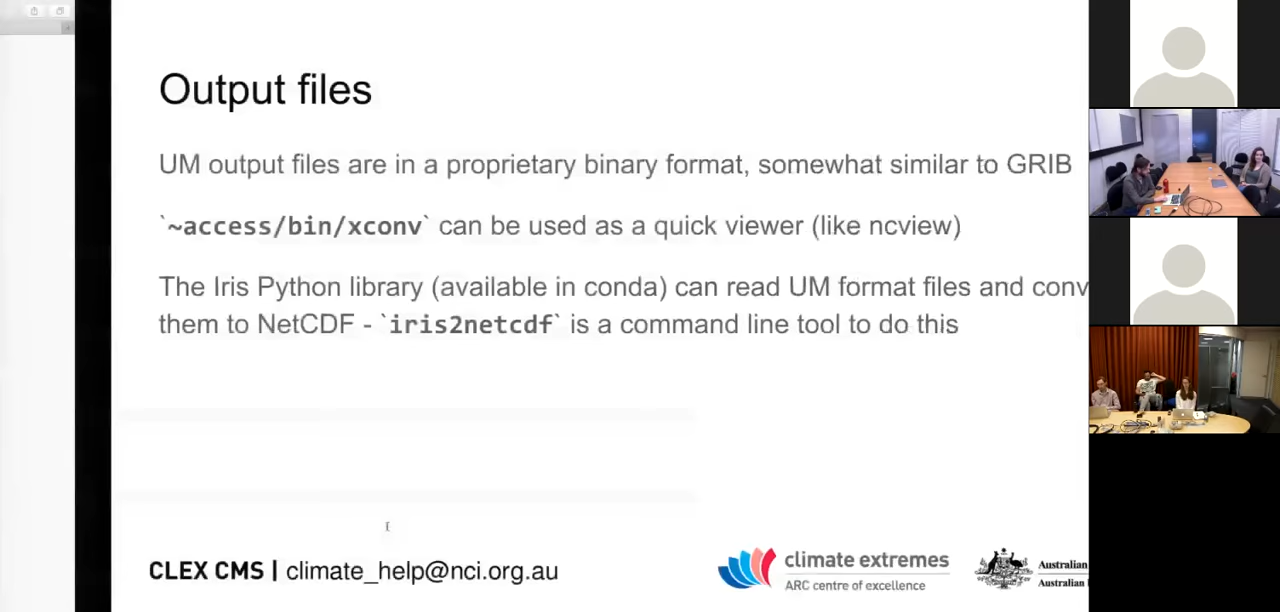 Output files
UM output files are in a proprietary binary format, somewhat similar to GRIB
`~access/bin/xconv` can be used as a quick viewer (like ncview)
The Iris Python library (available in conda) can read UM format files and conv
them to NetCDF - `iris2netcdf` is a command line tool to do this
CLEX CMS | climate_help@nci.org.au
climate extremes
ARC centre of excellence
Australian
Australian